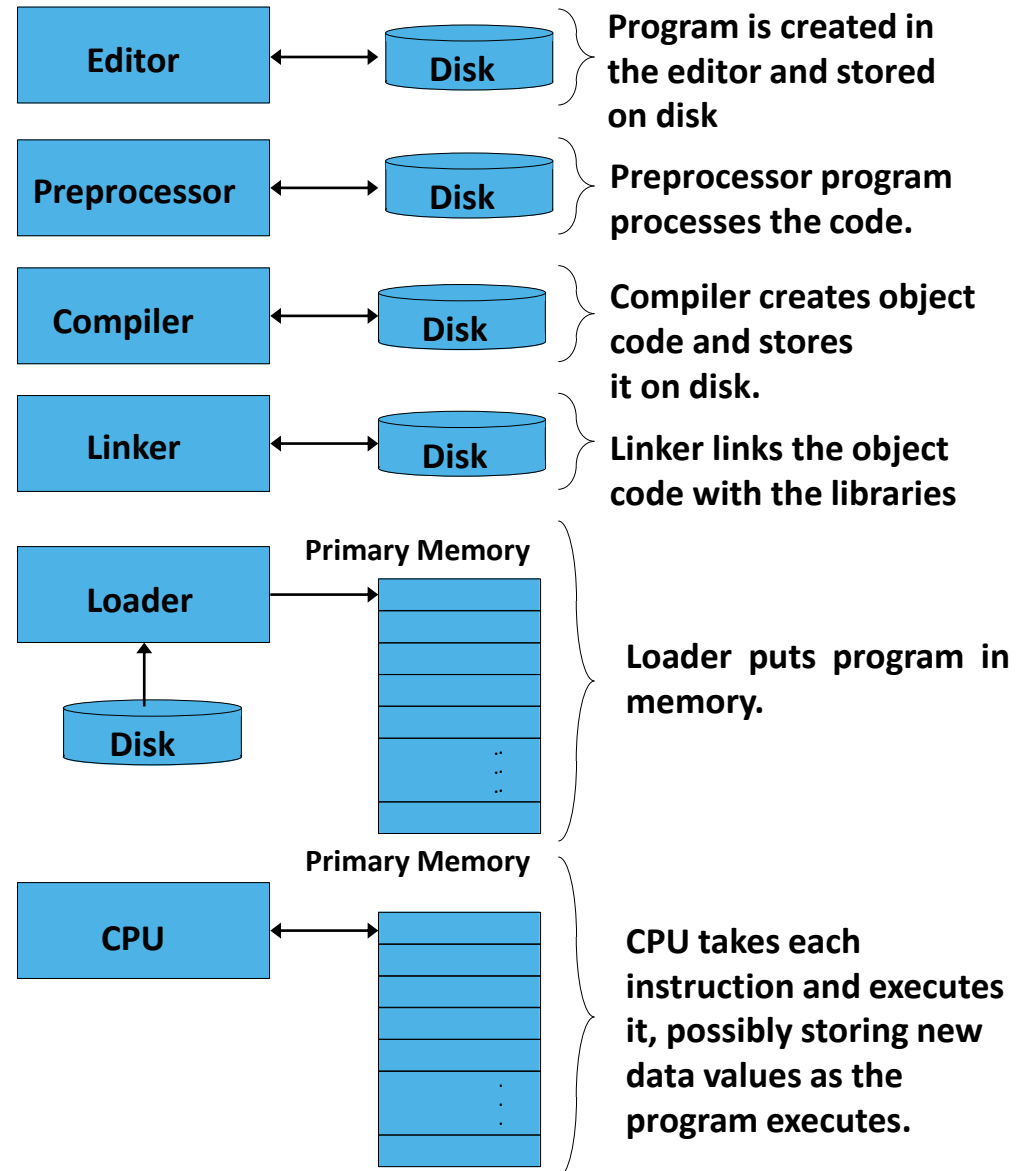 Editor
Disk
Program is created in
the editor and stored
on disk
Preprocessor
Disk
Preprocessor program
processes the code.
Compiler
Disk
Compiler creates object
code and stores
it on disk.
Linker
Disk
Linker links the object
code with the libraries
Primary Memory
Loader
Disk
Loader puts program in
memory.
Primary Memory
CPU
CPU takes each
instruction and executes
it, possibly storing new
data values as the
program executes.